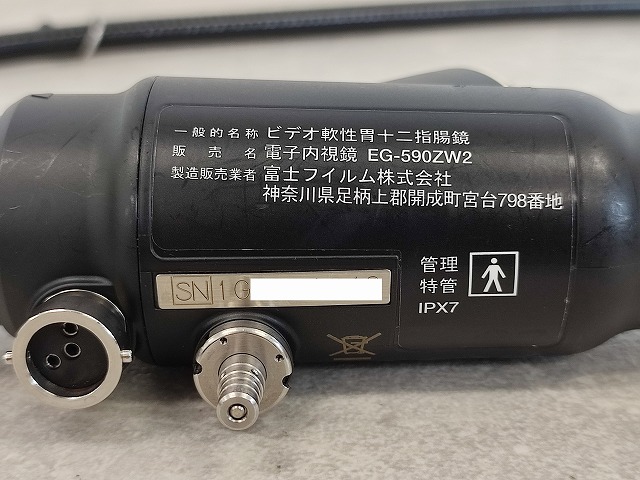 一般的名称 ビデオ軟性胃十二指腸鏡
販売名 電子内視鏡 EG-590ZW2
製造販売業者 富士フイルム株式会社
神奈川県足柄上郡開成町宮台798番地
SN 1G
管理
特管
IPX7